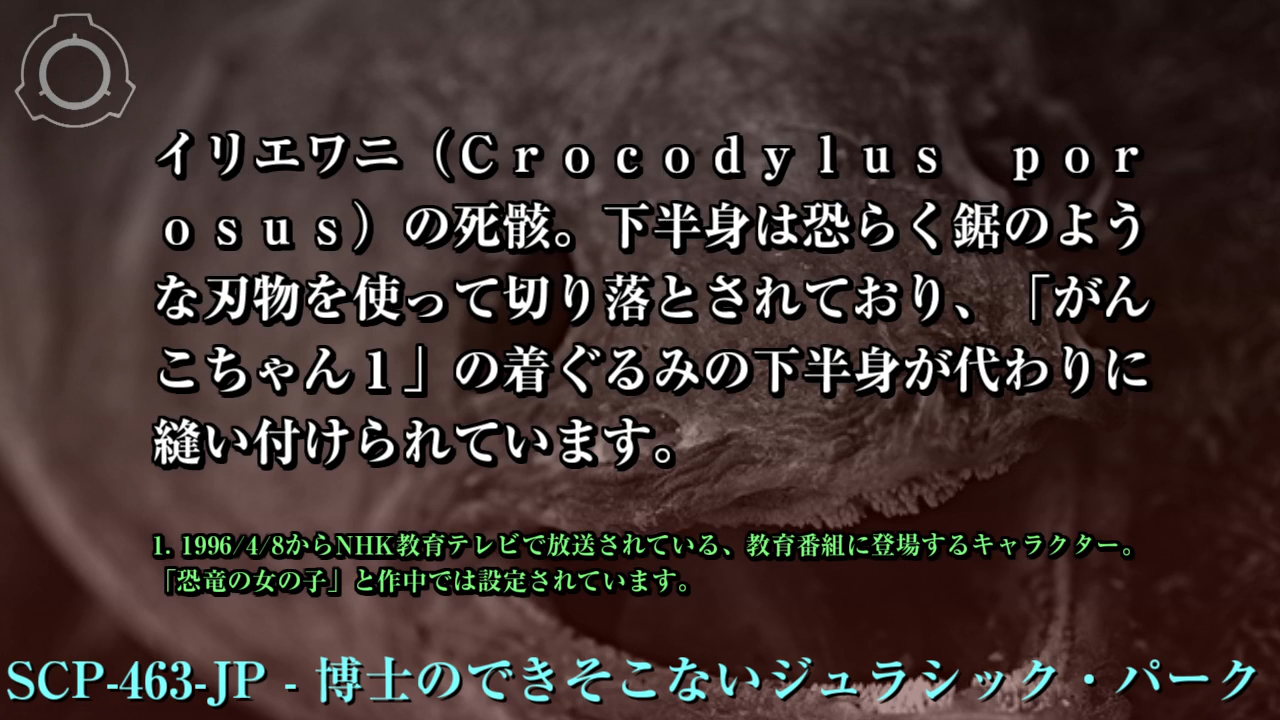 イリエワニ（Ｃｒｏｃｏｄｙｌｕｓ　ｐｏｒ
ｏｓｕｓ）の死骸。下半身は恐らく鋸のよう
な刃物を使って切り落とされており、「がん
こちゃん１」の着ぐるみの下半身が代わりに
縫い付けられています。
1. 1996/4/8からNHK教育テレビで放送されている、教育番組に登場するキャラクター。
「恐竜の女の子」と作中では設定されています。
SCP-463-JP - 博士のできそこないジュラシック・パーク